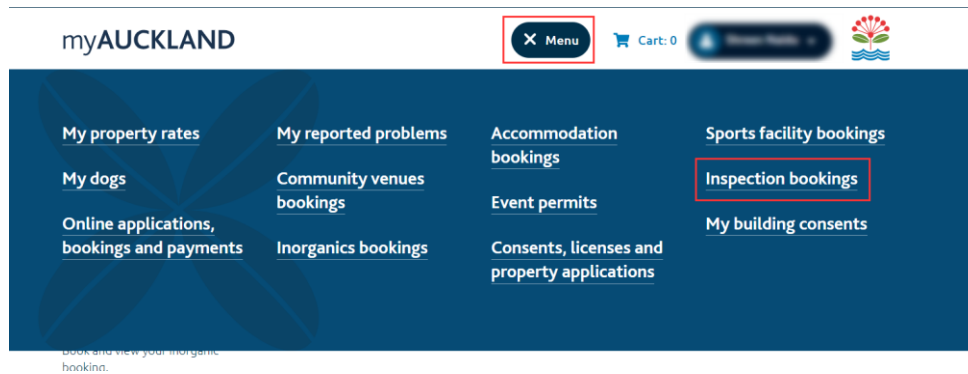 myAUCKLAND
X Menu
Cart: 0
My property rates
My dogs
Online applications,
bookings and payments
My reported problems
Community venues
bookings
Inorganics bookings
Accommodation
bookings
Event permits
Consents, licenses and
property applications
Sports facility bookings
Inspection bookings
My building consents
Book and view your inorganic
booking.